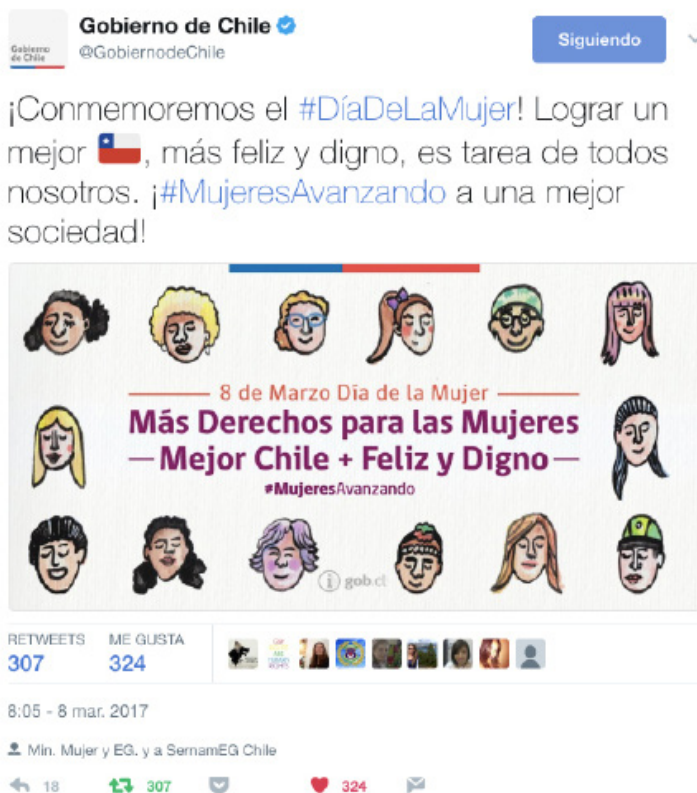 Gobierno de Chile
@GobiernodeChile
Gobierno
de Chile
Siguiendo
¡Conmemoremos el #DíaDeLaMujer! Lograr un
mejor 🇨🇱, más feliz y digno, es tarea de todos
nosotros. ¡#MujeresAvanzando a una mejor
sociedad!
8 de Marzo Día de la Mujer
Más Derechos para las Mujeres
Mejor Chile + Feliz y Digno
#MujeresAvanzando
gob.cl
RETWEETS ME GUSTA
307 324
8:05 - 8 mar. 2017
Min. Mujer y EG. y a SernamEG Chile
18 307 324